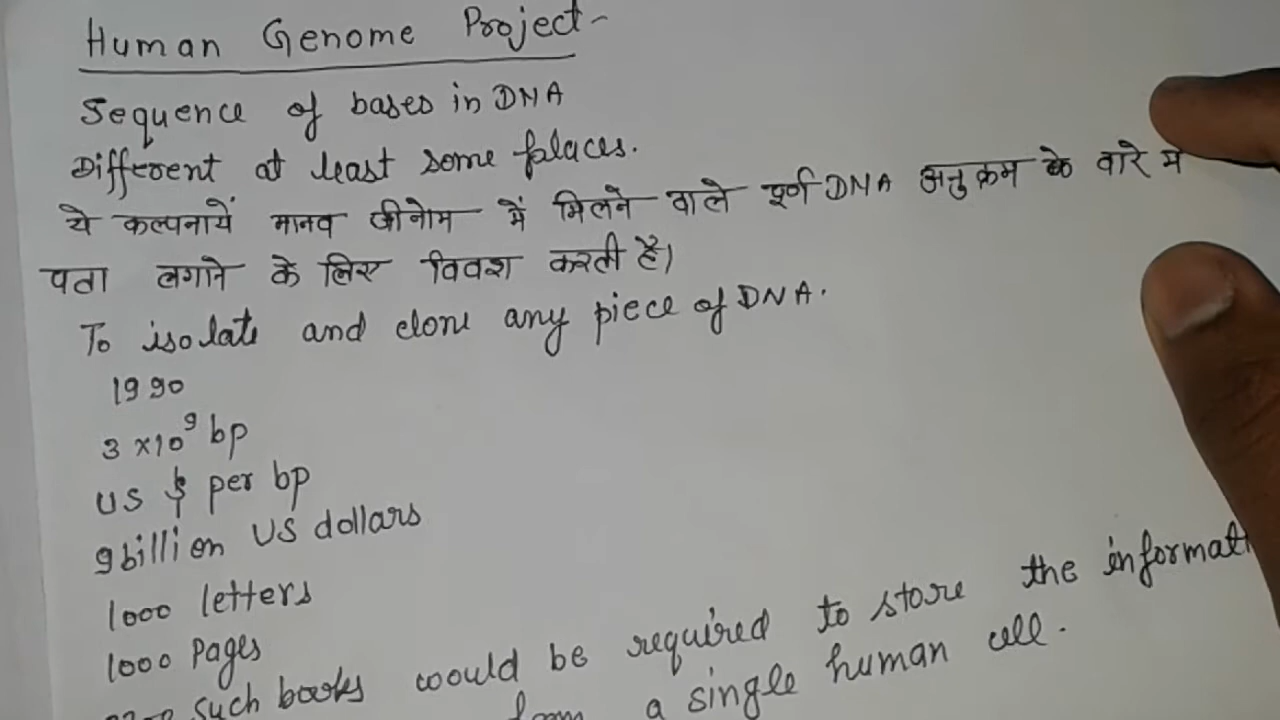 Human Genome Project-
Sequence of bases in DNA
Different at least some palaces.
ये कल्पनायें मानव जीनोम में मिलने वाले पूर्ण DNA अनुक्रम के वारे में
पता लगाने के लिए विवश करती है।
To isolate and clone any piece of DNA.
1990
3×10⁹ bp
US $ per bp
9 billion US dollars
1000 letters
1000 pages
such books would be required to store the informati
from a single human cell.